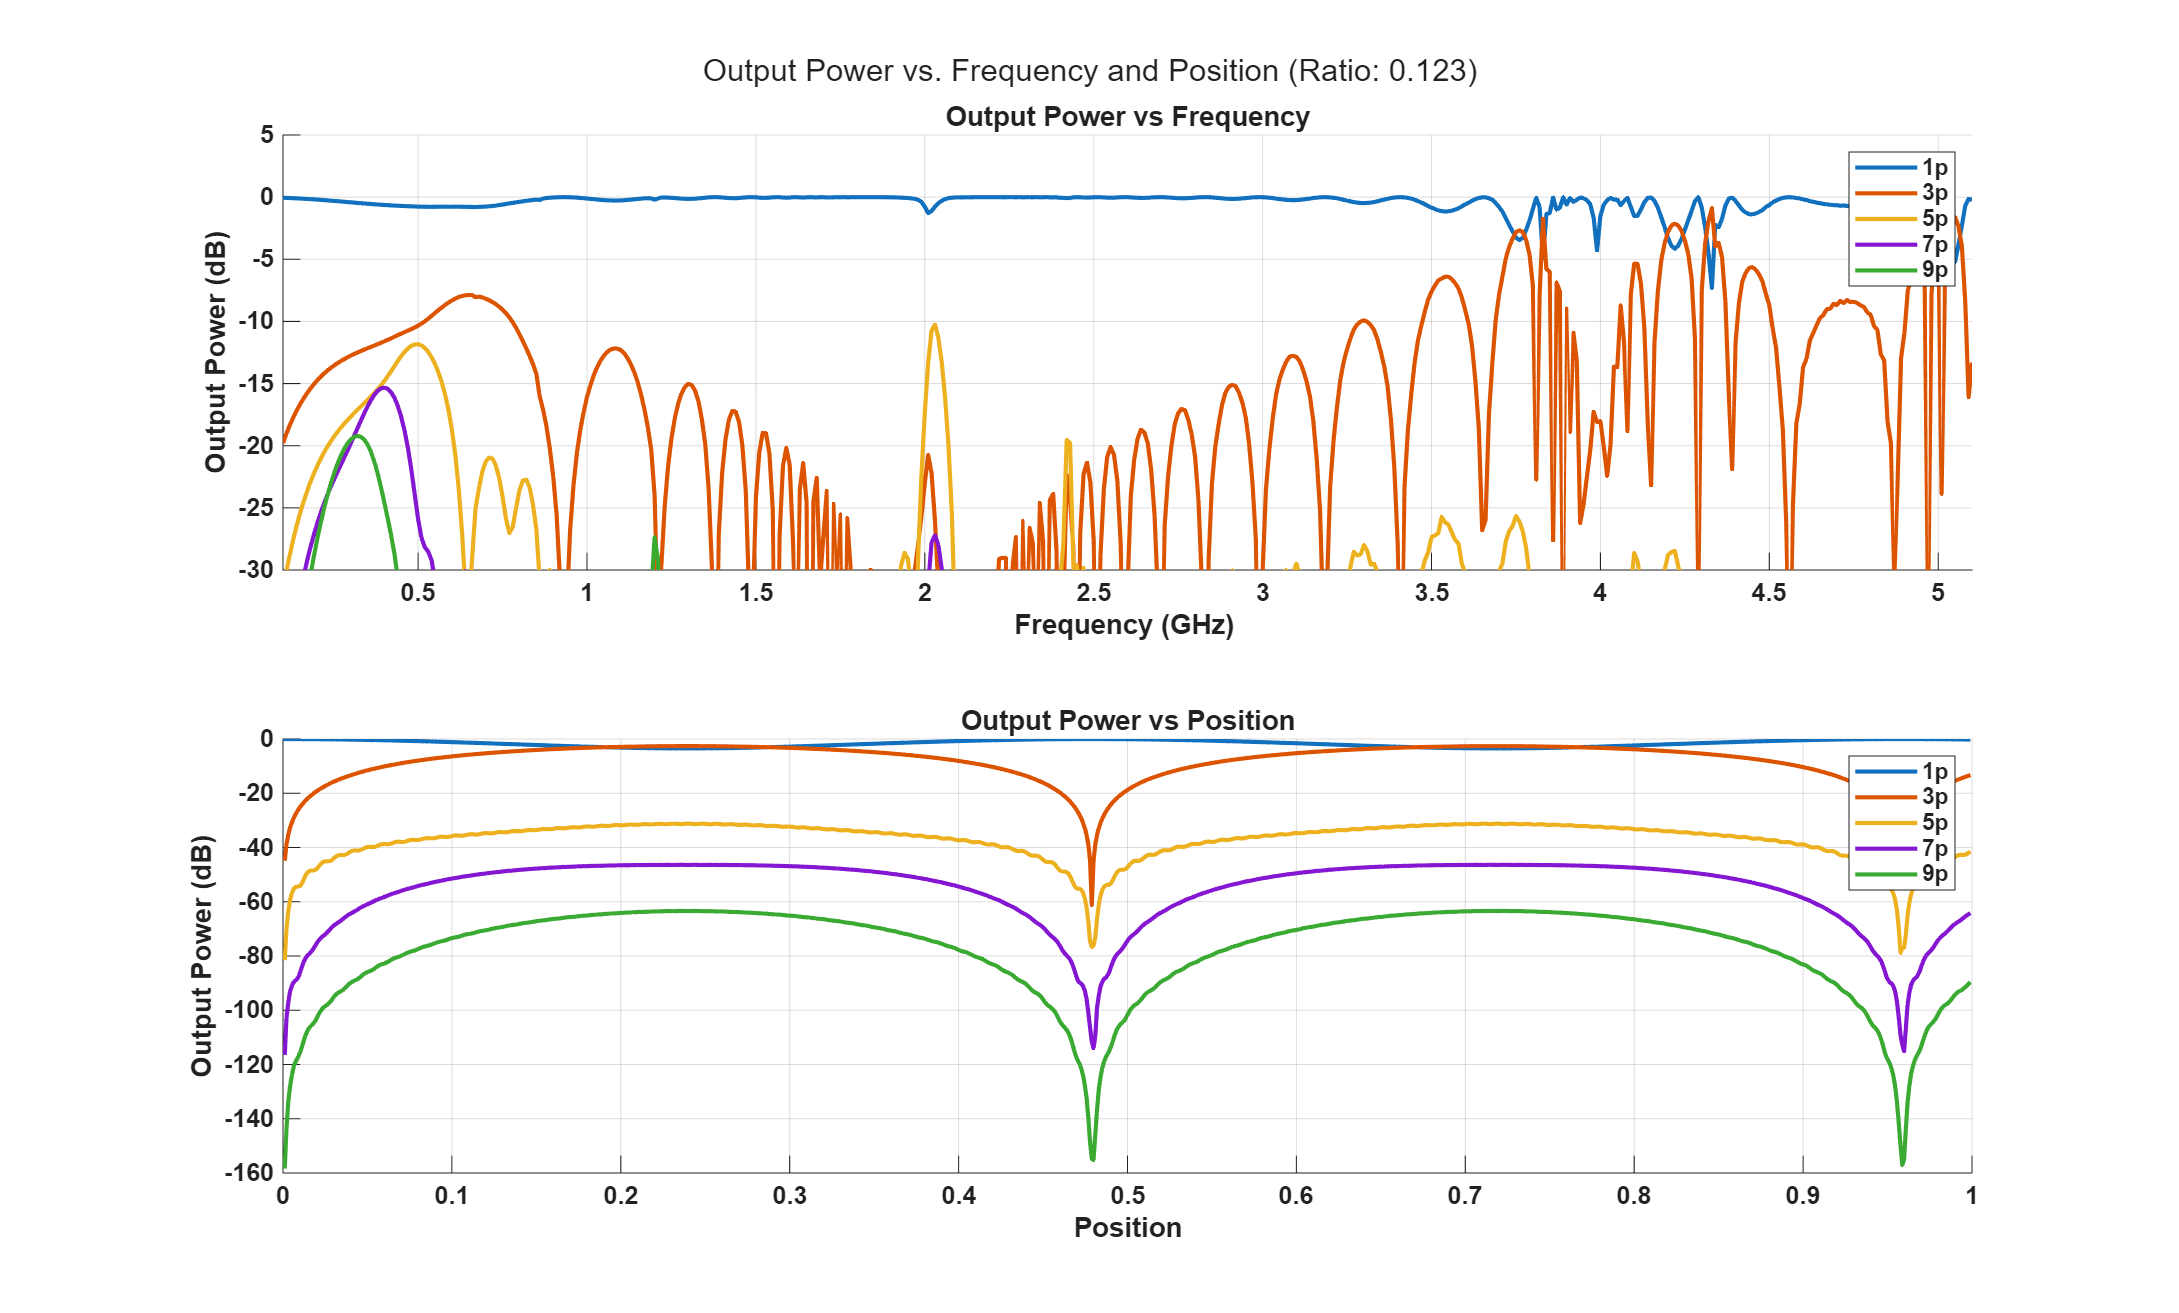 Output Power vs. Frequency and Position (Ratio: 0.123)
Output Power vs Frequency
5
0
-5
-10
-15
-20
-25
-30
Output Power (dB)
0.5 1 1.5 2 2.5 3 3.5 4 4.5 5
Frequency (GHz)
1p
3p
5p
7p
9p
Output Power vs Position
0
-20
-40
-60
-80
-100
-120
-140
-160
Output Power (dB)
0 0.1 0.2 0.3 0.4 0.5 0.6 0.7 0.8 0.9 1
Position
1p
3p
5p
7p
9p